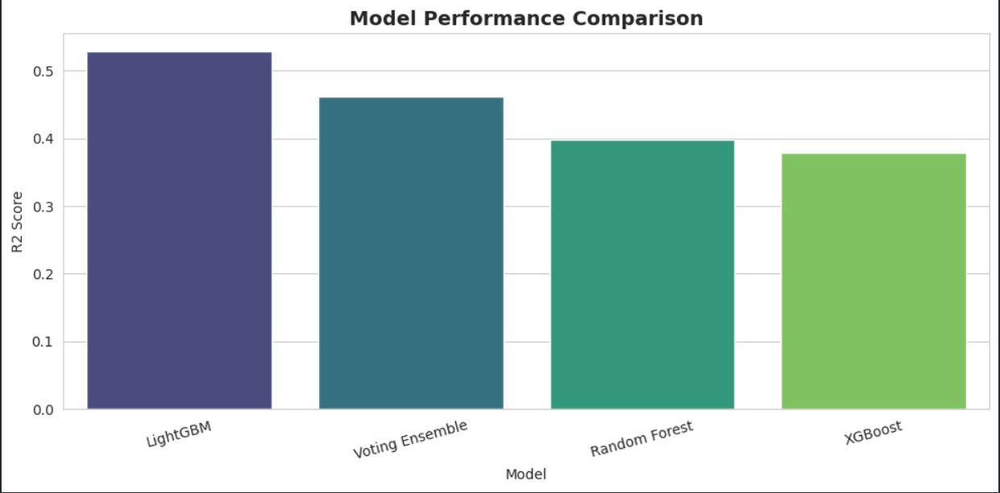 Model Performance Comparison
R2 Score
0.5
0.4
0.3
0.2
0.1
0.0
LightGBM
Voting Ensemble
Random Forest
XGBoost
Model